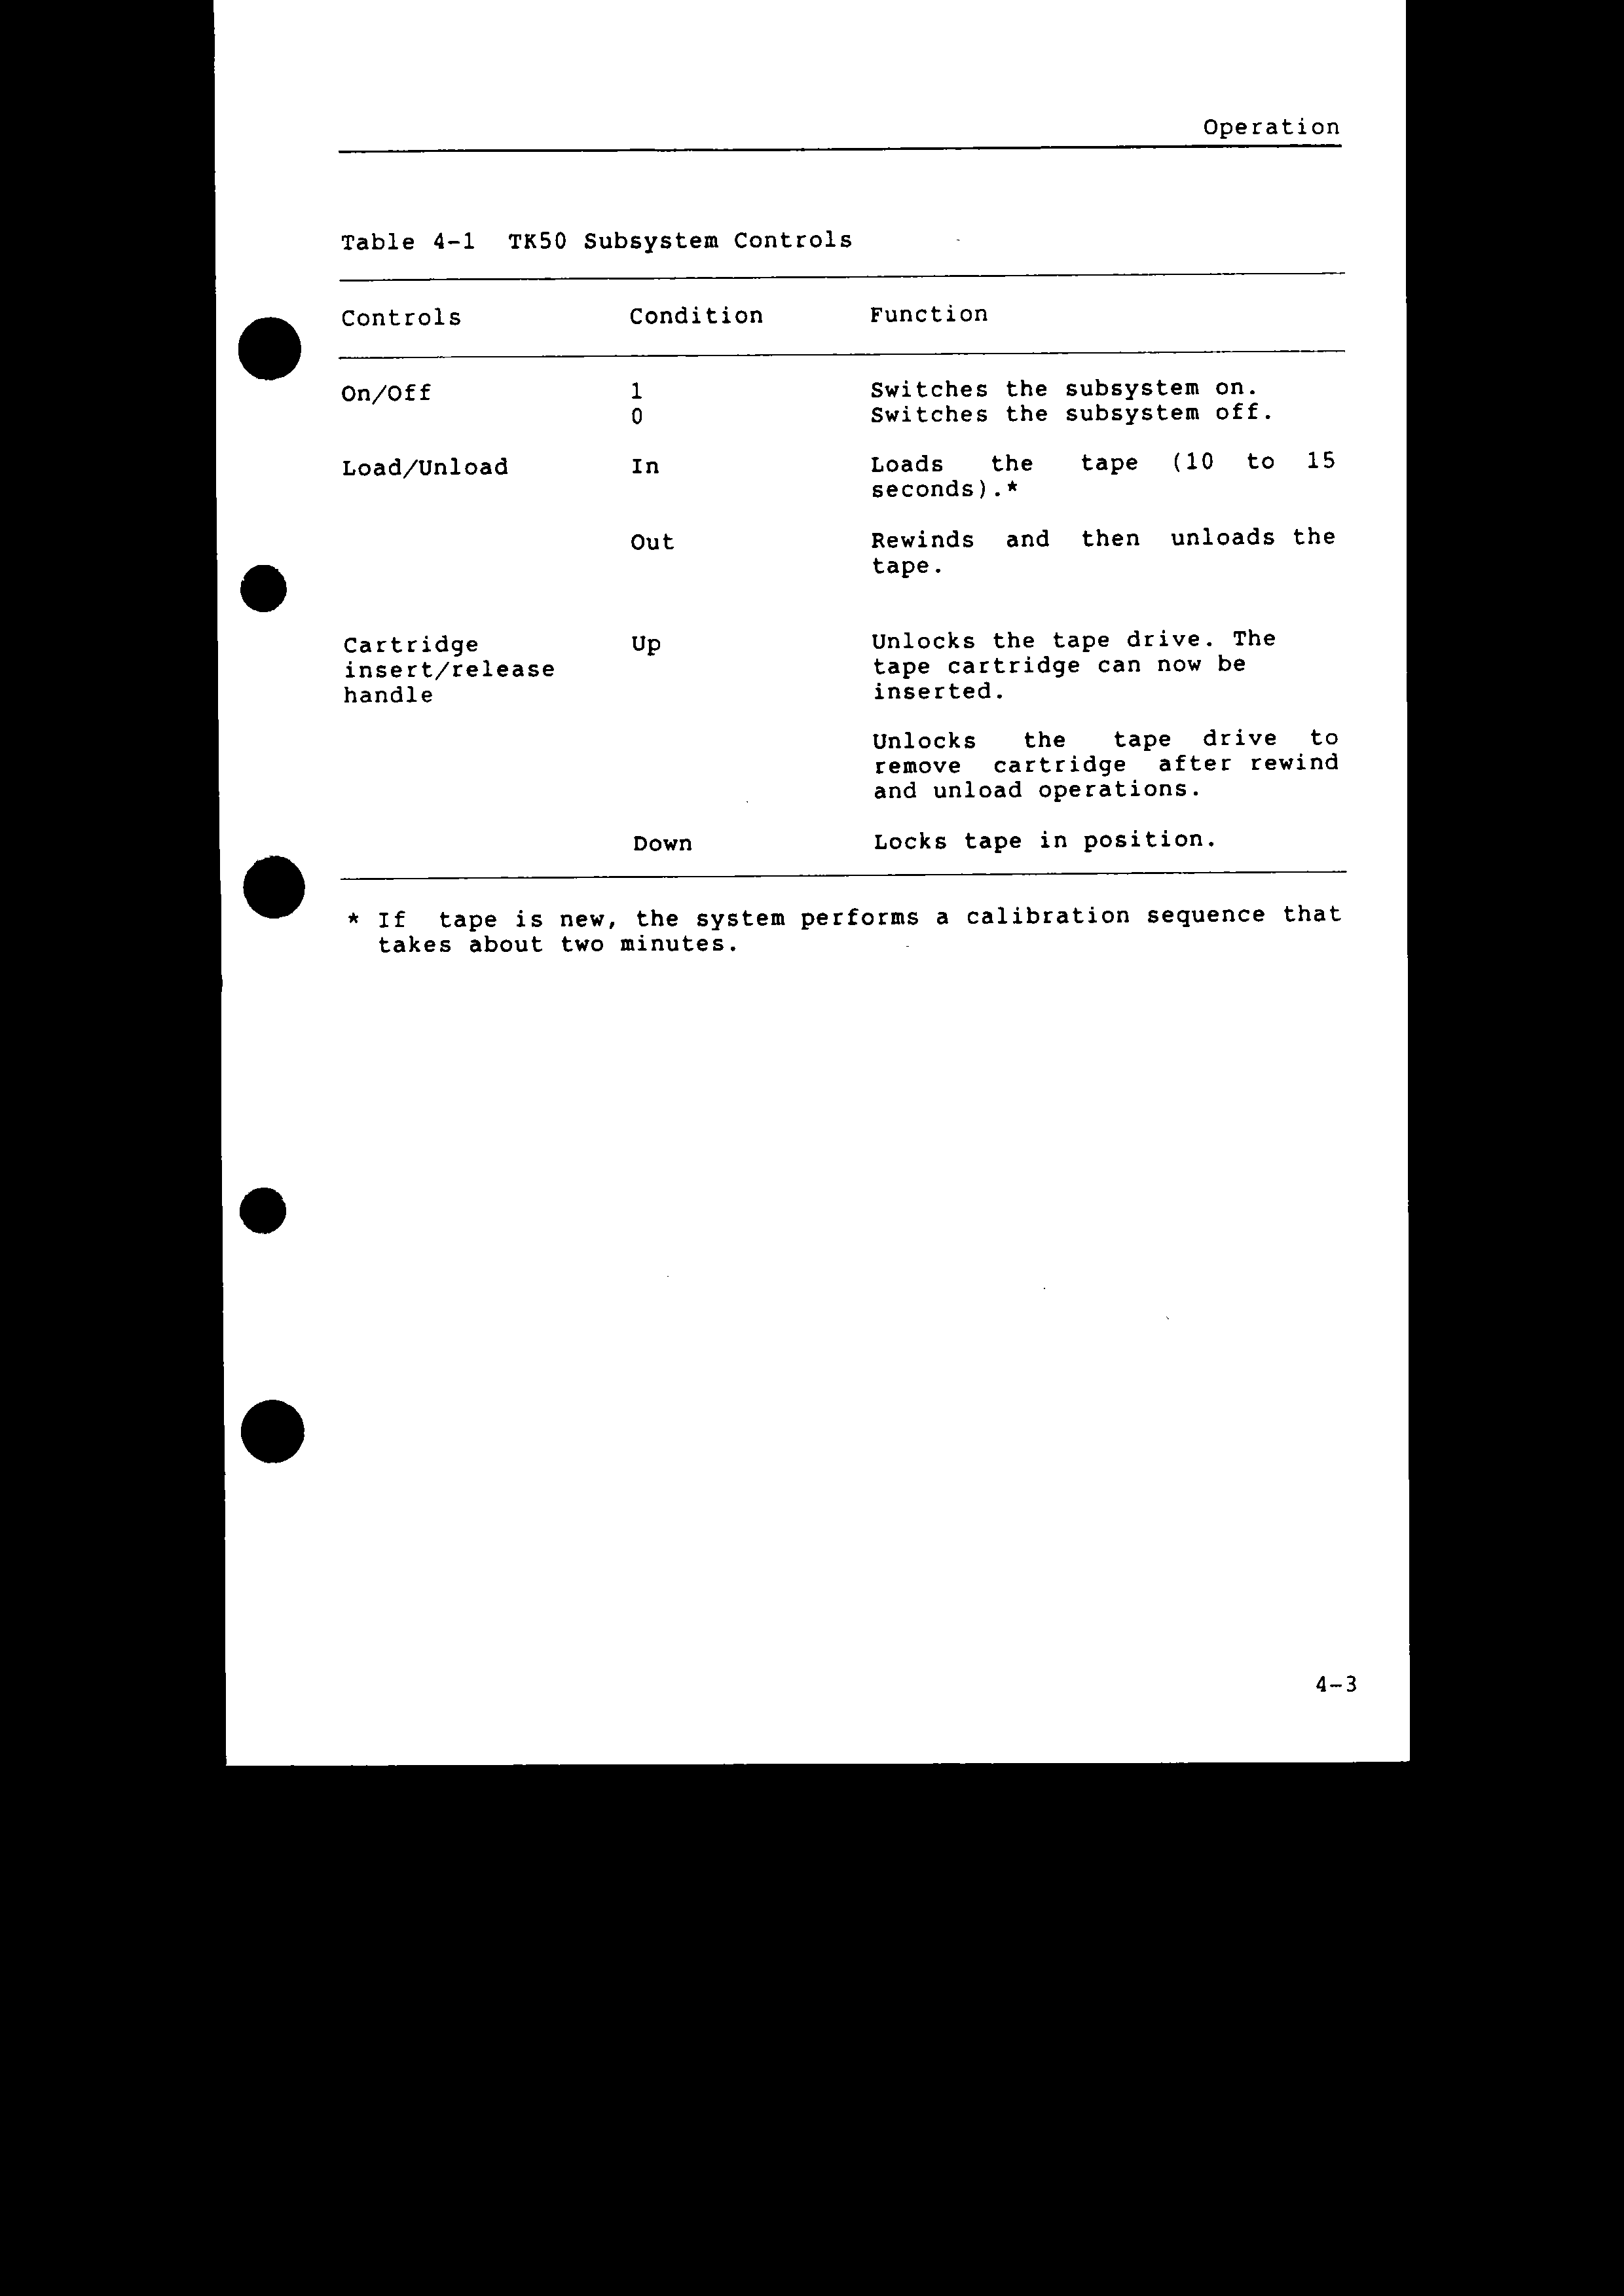 Operation
Table 4-1 TK50 Subsystem Controls
Controls Condition Function
On/Off 1 Switches the subsystem on.
0 Switches the subsystem off.
Load/Unload In Loads the tape (10 to 15
seconds).*
Out Rewinds and then unloads the
tape.
Cartridge Up Unlocks the tape drive. The
insert/release tape cartridge can now be
handle inserted.
Unlocks the tape drive to
remove cartridge after rewind
and unload operations.
Down Locks tape in position.
* If tape is new, the system performs a calibration sequence that
takes about two minutes.
4-3